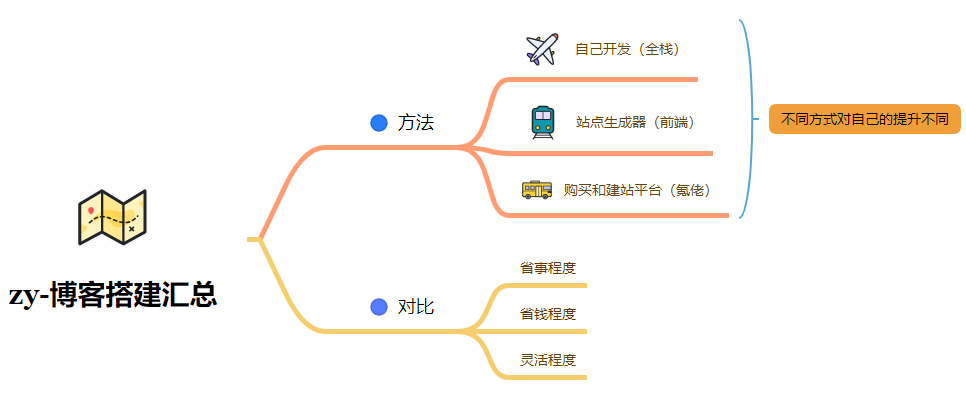 zy-博客搭建汇总
方法
自己开发（全栈）
站点生成器（前端）
购买和建站平台（氪佬）
不同方式对自己的提升不同
对比
省事程度
省钱程度
灵活程度